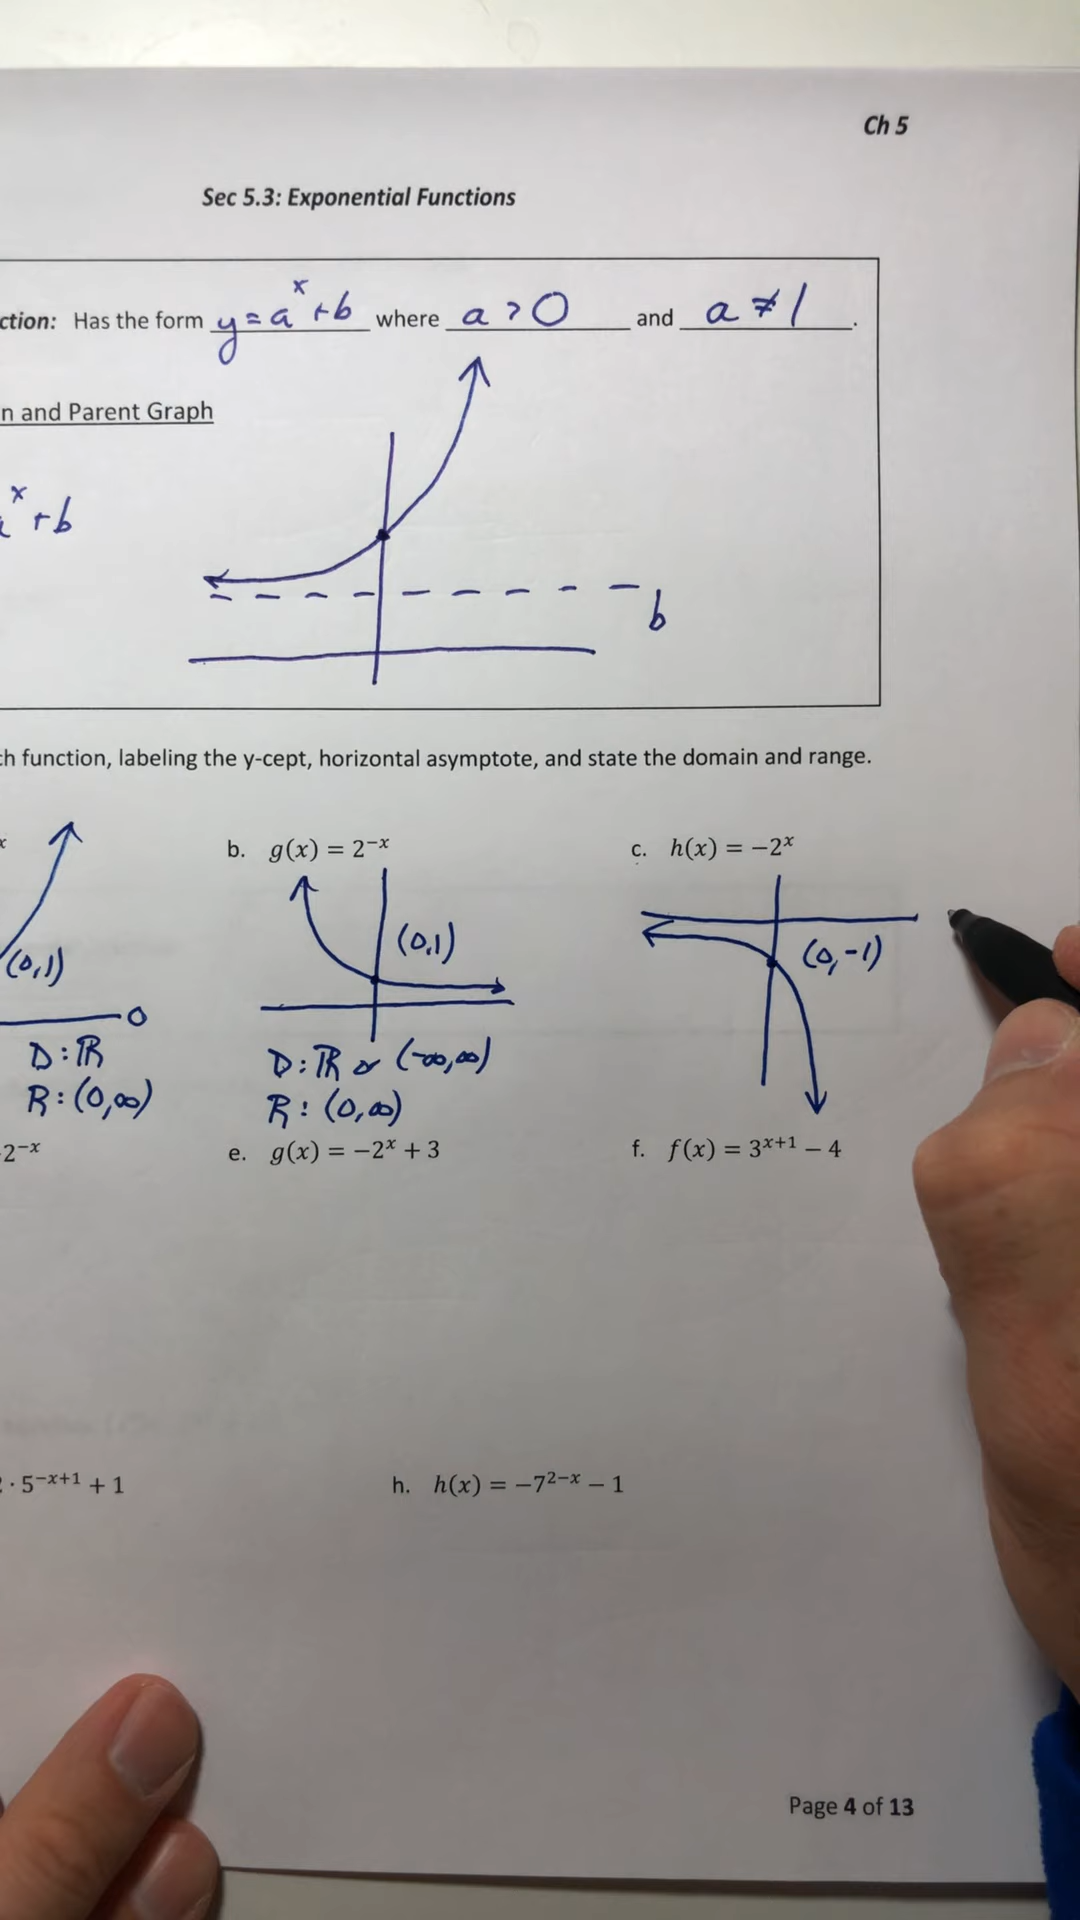 Ch 5
Sec 5.3: Exponential Functions
ction: Has the form y = a^x + b where a > 0 and a ≠ 1.
n and Parent Graph
^x + b
b
ch function, labeling the y-cept, horizontal asymptote, and state the domain and range.
x b. g(x) = 2^−x c. h(x) = −2^x
(0,1) (0,1) (0,-1)
0
D: ℝ D: ℝ or (-∞,∞)
R: (0,∞) R: (0,∞)
2^−x e. g(x) = −2^x + 3 f. f(x) = 3^x+1 − 4
· 5^−x+1 + 1 h. h(x) = −7^2−x − 1
Page 4 of 13